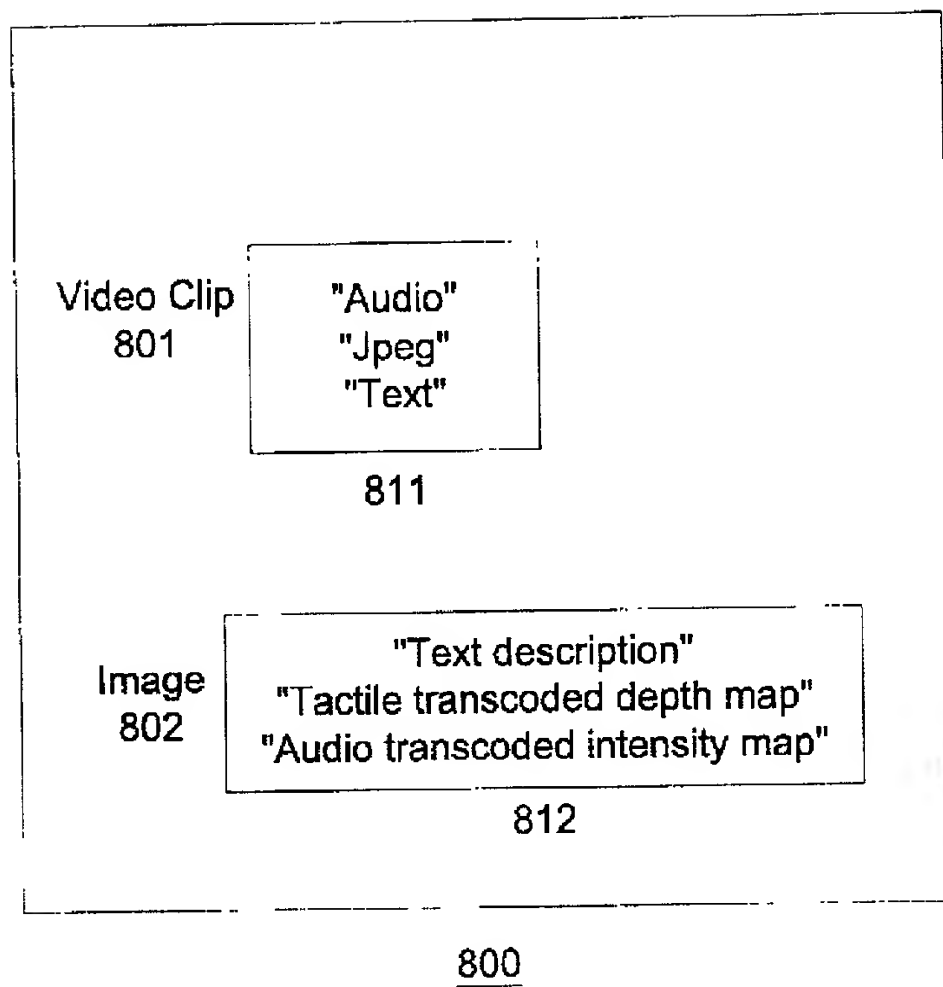 Video Clip
801
"Audio"
"Jpeg"
"Text"
811
Image
802
"Text description"
"Tactile transcoded depth map"
"Audio transcoded intensity map"
812
800